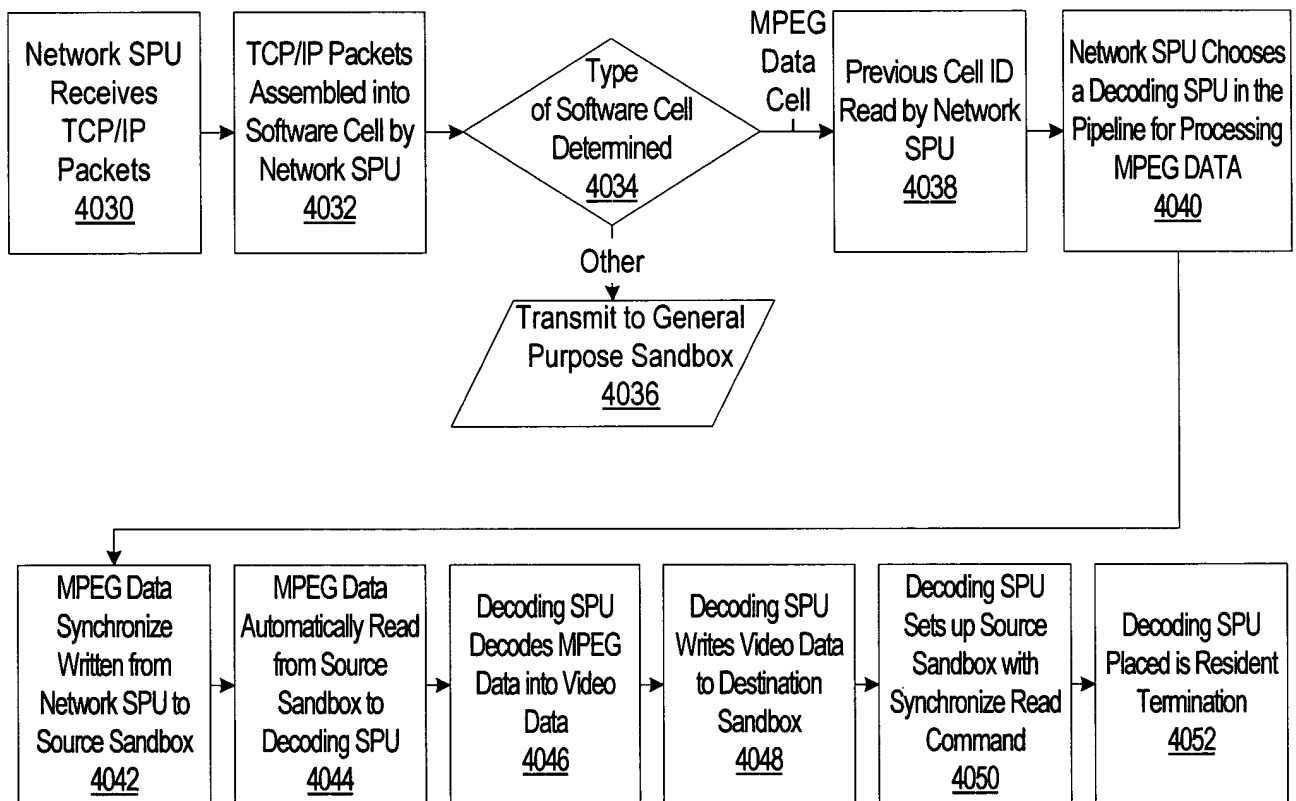 Network SPU
Receives
TCP/IP
Packets
4030
TCP/IP Packets
Assembled into
Software Cell by
Network SPU
4032
Type
of Software Cell
Determined
4034
MPEG
Data
Cell
Previous Cell ID
Read by Network
SPU
4038
Network SPU Chooses
a Decoding SPU in the
Pipeline for Processing
MPEG DATA
4040
Other
Transmit to General
Purpose Sandbox
4036
MPEG Data
Synchronize
Written from
Network SPU to
Source Sandbox
4042
MPEG Data
Automatically Read
from Source
Sandbox to
Decoding SPU
4044
Decoding SPU
Decodes MPEG
Data into Video
Data
4046
Decoding SPU
Writes Video Data
to Destination
Sandbox
4048
Decoding SPU
Sets up Source
Sandbox with
Synchronize Read
Command
4050
Decoding SPU
Placed is Resident
Termination
4052